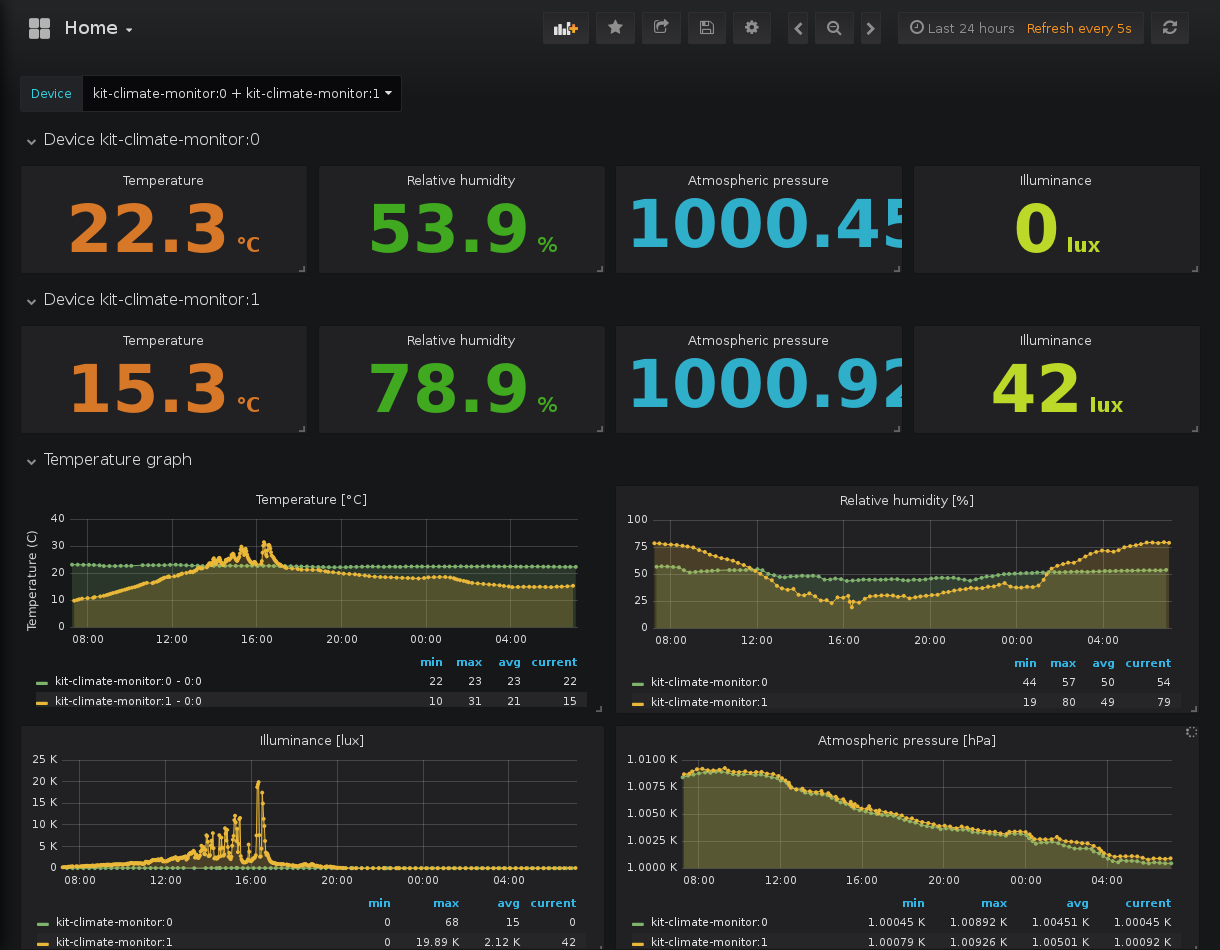 Home
Last 24 hours Refresh every 5s
Device kit-climate-monitor:0 + kit-climate-monitor:1
Device kit-climate-monitor:0
Temperature Relative humidity Atmospheric pressure Illuminance
22.3 °C 53.9 % 1000.45 0 lux
Device kit-climate-monitor:1
Temperature Relative humidity Atmospheric pressure Illuminance
15.3 °C 78.9 % 1000.92 42 lux
Temperature graph
Temperature [°C]
Temperature (C)
40
30
20
10
0
08:00 12:00 16:00 20:00 00:00 04:00
min max avg current
kit-climate-monitor:0 - 0:0 22 23 23 22
kit-climate-monitor:1 - 0:0 10 31 21 15
Relative humidity [%]
100
75
50
25
0
08:00 12:00 16:00 20:00 00:00 04:00
min max avg current
kit-climate-monitor:0 44 57 50 54
kit-climate-monitor:1 19 80 49 79
Illuminance [lux]
25 K
20 K
15 K
10 K
5 K
0
08:00 12:00 16:00 20:00 00:00 04:00
min max avg current
kit-climate-monitor:0 0 68 15 0
kit-climate-monitor:1 0 19.89 K 2.12 K 42
Atmospheric pressure [hPa]
1.0100 K
1.0075 K
1.0050 K
1.0025 K
1.0000 K
08:00 12:00 16:00 20:00 00:00 04:00
min max avg current
kit-climate-monitor:0 1.00045 K 1.00892 K 1.00451 K 1.00045 K
kit-climate-monitor:1 1.00079 K 1.00926 K 1.00501 K 1.00092 K